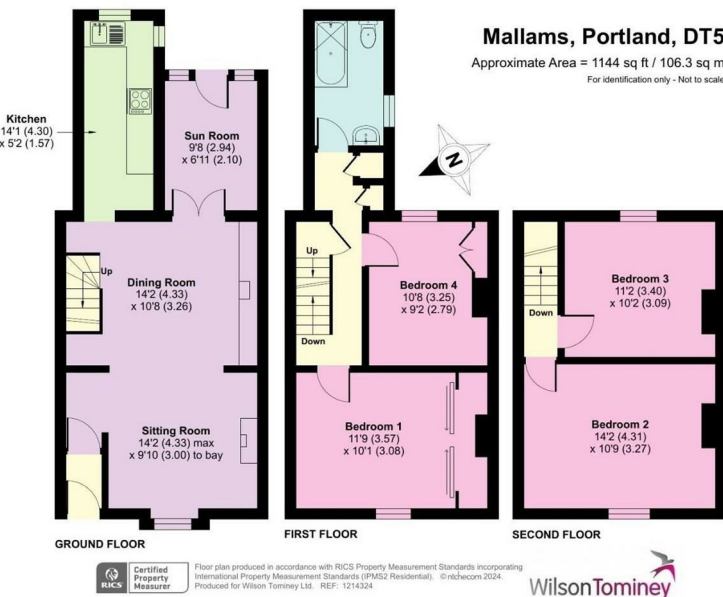 Mallams, Portland, DT5
Approximate Area = 1144 sq ft / 106.3 sq m
For identification only - Not to scale
Kitchen
14'1 (4.30)
x 5'2 (1.57)
Sun Room
9'8 (2.94)
x 6'11 (2.10)
N
Up
Dining Room
14'2 (4.33)
x 10'8 (3.26)
Sitting Room
14'2 (4.33) max
x 9'10 (3.00) to bay
GROUND FLOOR
Up
Down
Bedroom 4
10'8 (3.25)
x 9'2 (2.79)
Bedroom 1
11'9 (3.57)
x 10'1 (3.08)
FIRST FLOOR
Down
Bedroom 3
11'2 (3.40)
x 10'2 (3.09)
Bedroom 2
14'2 (4.31)
x 10'9 (3.27)
SECOND FLOOR
RICS
Certified
Property
Measurer
Floor plan produced in accordance with RICS Property Measurement Standards incorporating
International Property Measurement Standards (IPMS2 Residential). ©ntchecom 2024.
Produced for Wilson Tominey Ltd. REF: 1214324
WilsonTominey